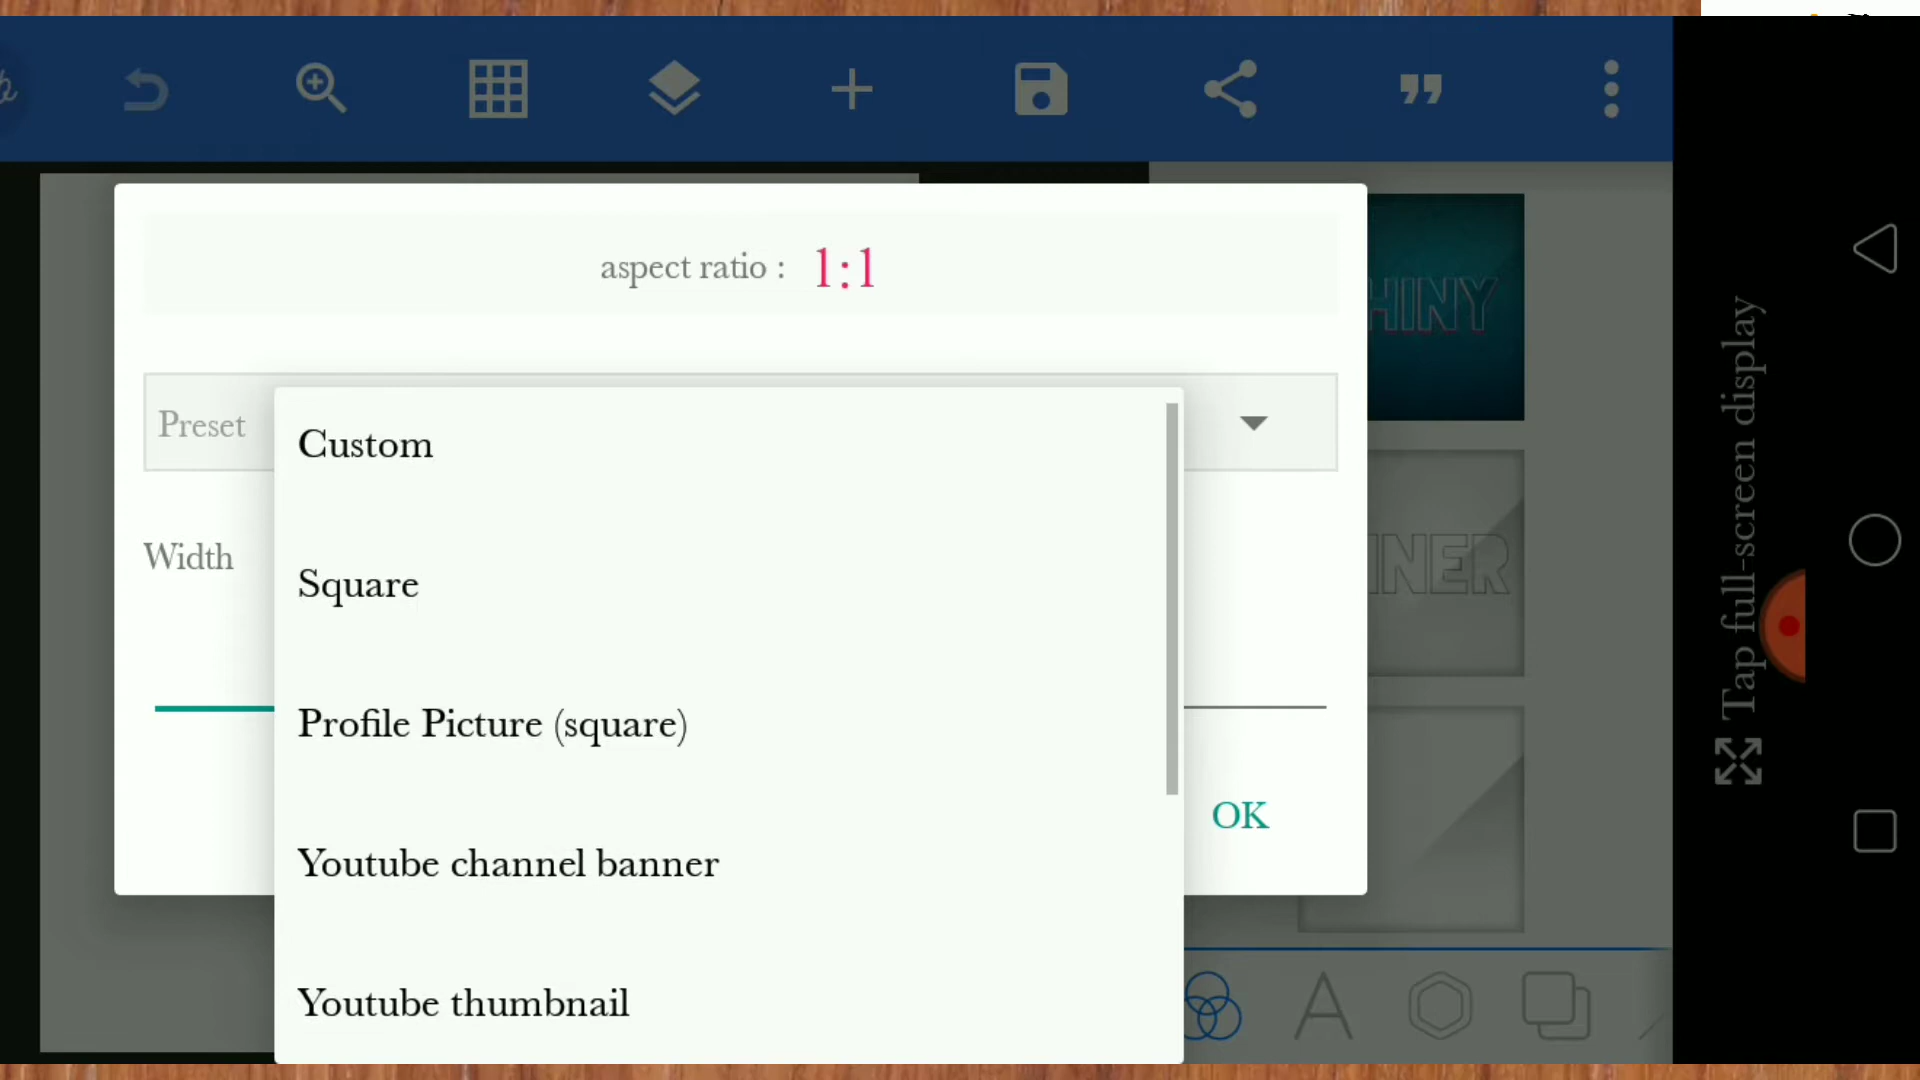 aspect ratio : 1:1
HINY
Preset
Custom
Width
Square
INER
Profile Picture (square)
OK
Youtube channel banner
Youtube thumbnail
Tap full-screen display